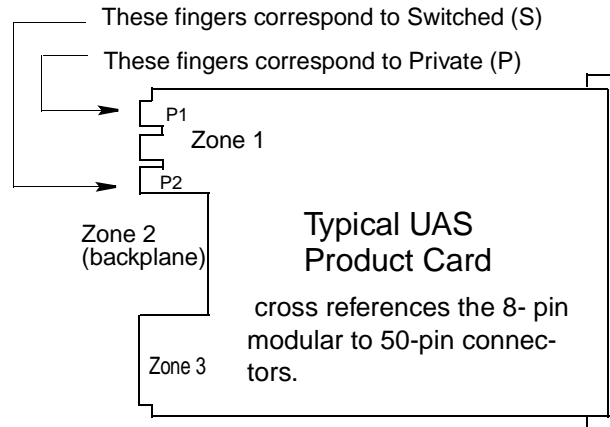 These fingers correspond to Switched (S)
These fingers correspond to Private (P)
P1
Zone 1
P2
Zone 2
(backplane)
Typical UAS
Product Card
cross references the 8- pin
modular to 50-pin connec-
tors.
Zone 3